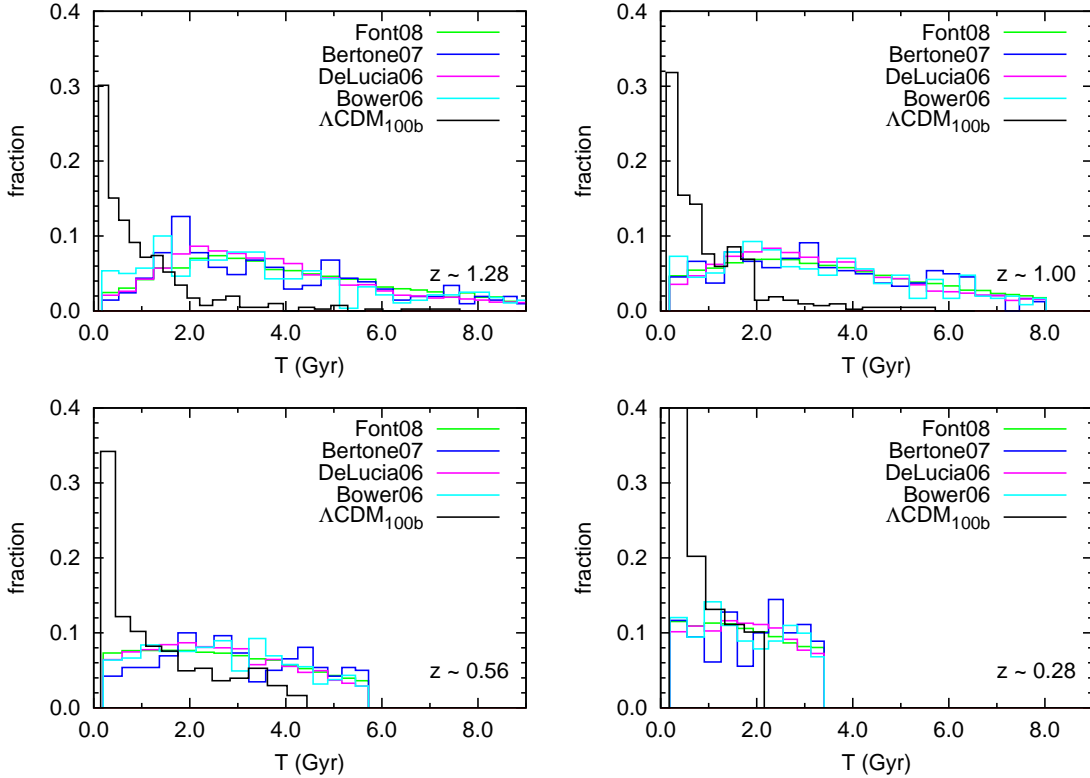 0.4
0.3
0.2
0.1
0.0
fraction
Font08
Bertone07
DeLucia06
Bower06
ΛCDM100b
z ~ 1.28
0.0 2.0 4.0 6.0 8.0
T (Gyr)
0.4
0.3
0.2
0.1
0.0
fraction
Font08
Bertone07
DeLucia06
Bower06
ΛCDM100b
z ~ 1.00
0.0 2.0 4.0 6.0 8.0
T (Gyr)
0.4
0.3
0.2
0.1
0.0
fraction
Font08
Bertone07
DeLucia06
Bower06
ΛCDM100b
z ~ 0.56
0.0 2.0 4.0 6.0 8.0
T (Gyr)
0.4
0.3
0.2
0.1
0.0
fraction
Font08
Bertone07
DeLucia06
Bower06
ΛCDM100b
z ~ 0.28
0.0 2.0 4.0 6.0 8.0
T (Gyr)